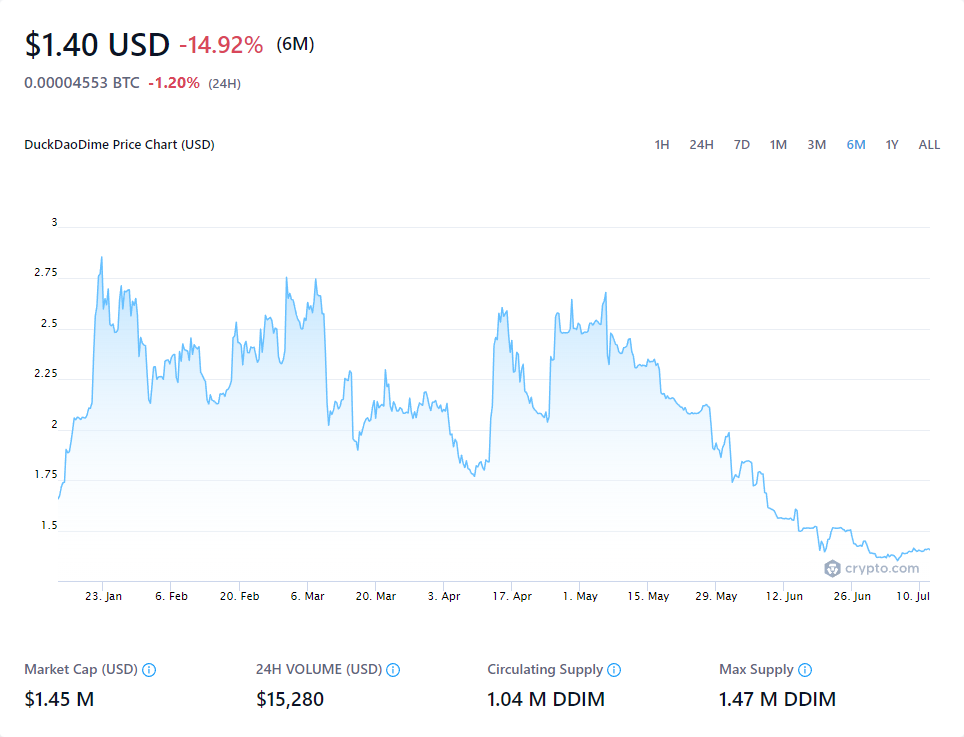 $1.40 USD -14.92% (6M)
0.00004553 BTC -1.20% (24H)
DuckDaoDime Price Chart (USD) 1H 24H 7D 1M 3M 6M 1Y ALL
3
2.75
2.5
2.25
2
1.75
1.5
crypto.com
23. Jan 6. Feb 20. Feb 6. Mar 20. Mar 3. Apr 17. Apr 1. May 15. May 29. May 12. Jun 26. Jun 10. Jul
Market Cap (USD) 24H VOLUME (USD) Circulating Supply Max Supply
$1.45 M $15,280 1.04 M DDIM 1.47 M DDIM